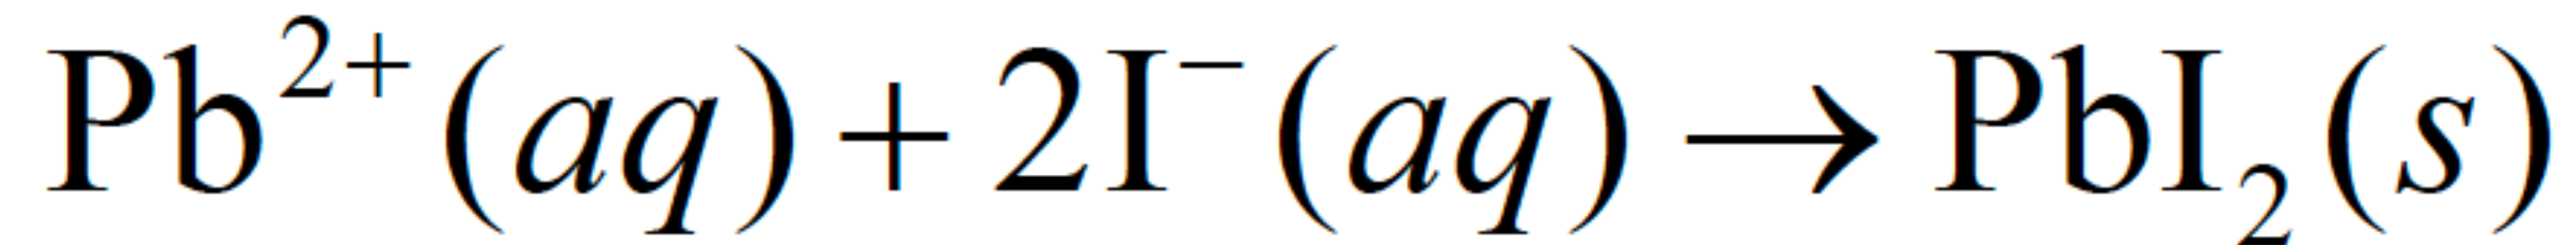 Pb²⁺(aq) + 2I⁻(aq) → PbI₂(s)